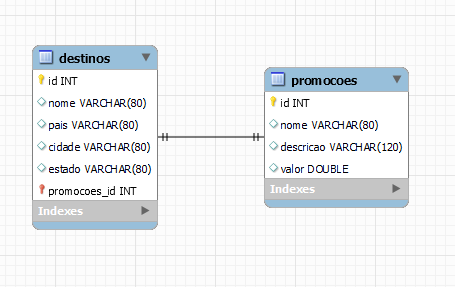 destinos
id INT
nome VARCHAR(80)
pais VARCHAR(80)
cidade VARCHAR(80)
estado VARCHAR(80)
promocoes_id INT
Indexes
promocoes
id INT
nome VARCHAR(80)
descricao VARCHAR(120)
valor DOUBLE
Indexes